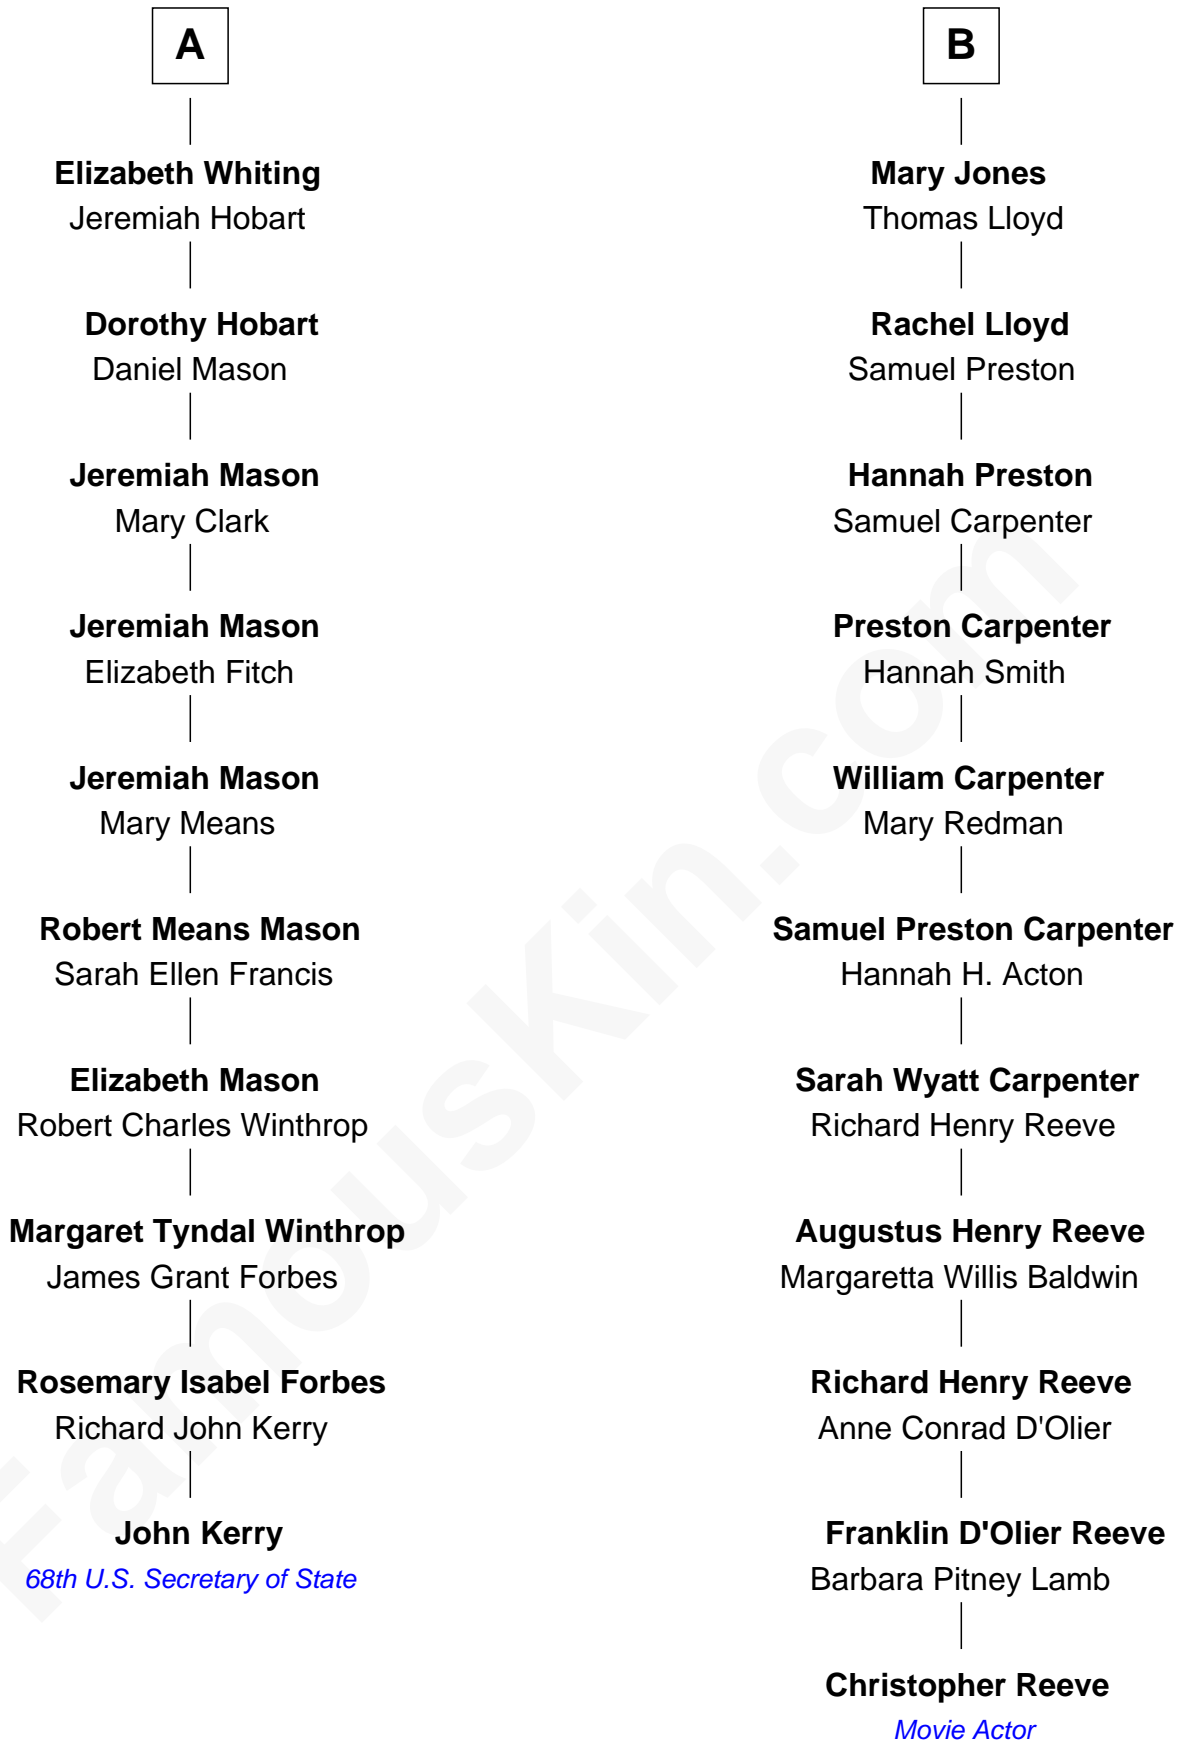 A
Elizabeth Whiting
Jeremiah Hobart
Dorothy Hobart
Daniel Mason
Jeremiah Mason
Mary Clark
Jeremiah Mason
Elizabeth Fitch
Jeremiah Mason
Mary Means
Robert Means Mason
Sarah Ellen Francis
Elizabeth Mason
Robert Charles Winthrop
Margaret Tyndal Winthrop
James Grant Forbes
Rosemary Isabel Forbes
Richard John Kerry
John Kerry
68th U.S. Secretary of State
B
Mary Jones
Thomas Lloyd
Rachel Lloyd
Samuel Preston
Hannah Preston
Samuel Carpenter
Preston Carpenter
Hannah Smith
William Carpenter
Mary Redman
Samuel Preston Carpenter
Hannah H. Acton
Sarah Wyatt Carpenter
Richard Henry Reeve
Augustus Henry Reeve
Margaretta Willis Baldwin
Richard Henry Reeve
Anne Conrad D'Olier
Franklin D'Olier Reeve
Barbara Pitney Lamb
Christopher Reeve
Movie Actor
FamousKin.com